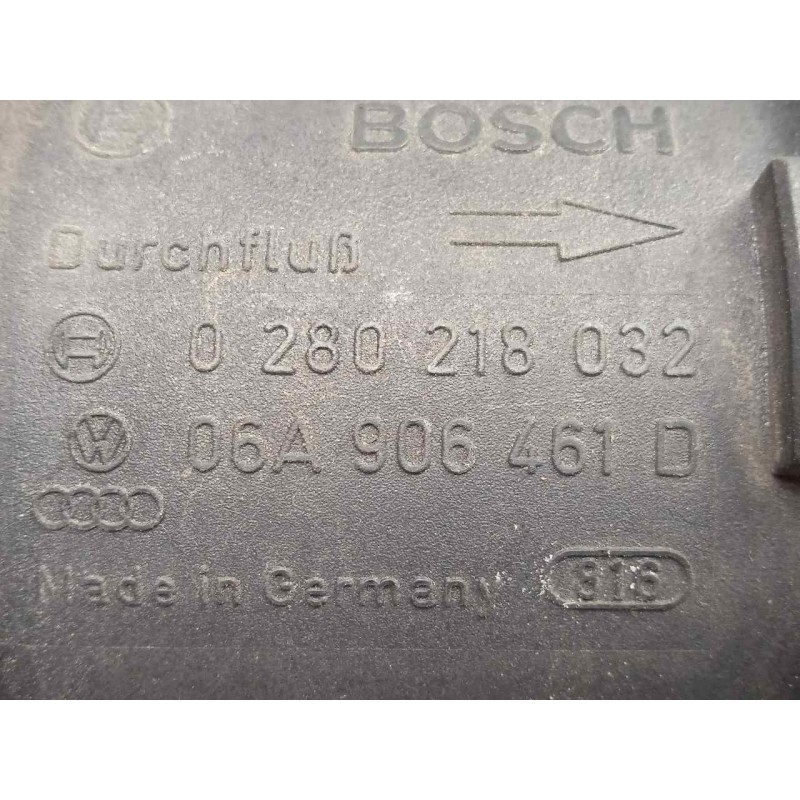 BOSCH
Durchfluß
0 280 218 032
06A 906 461 D
Made in Germany 816